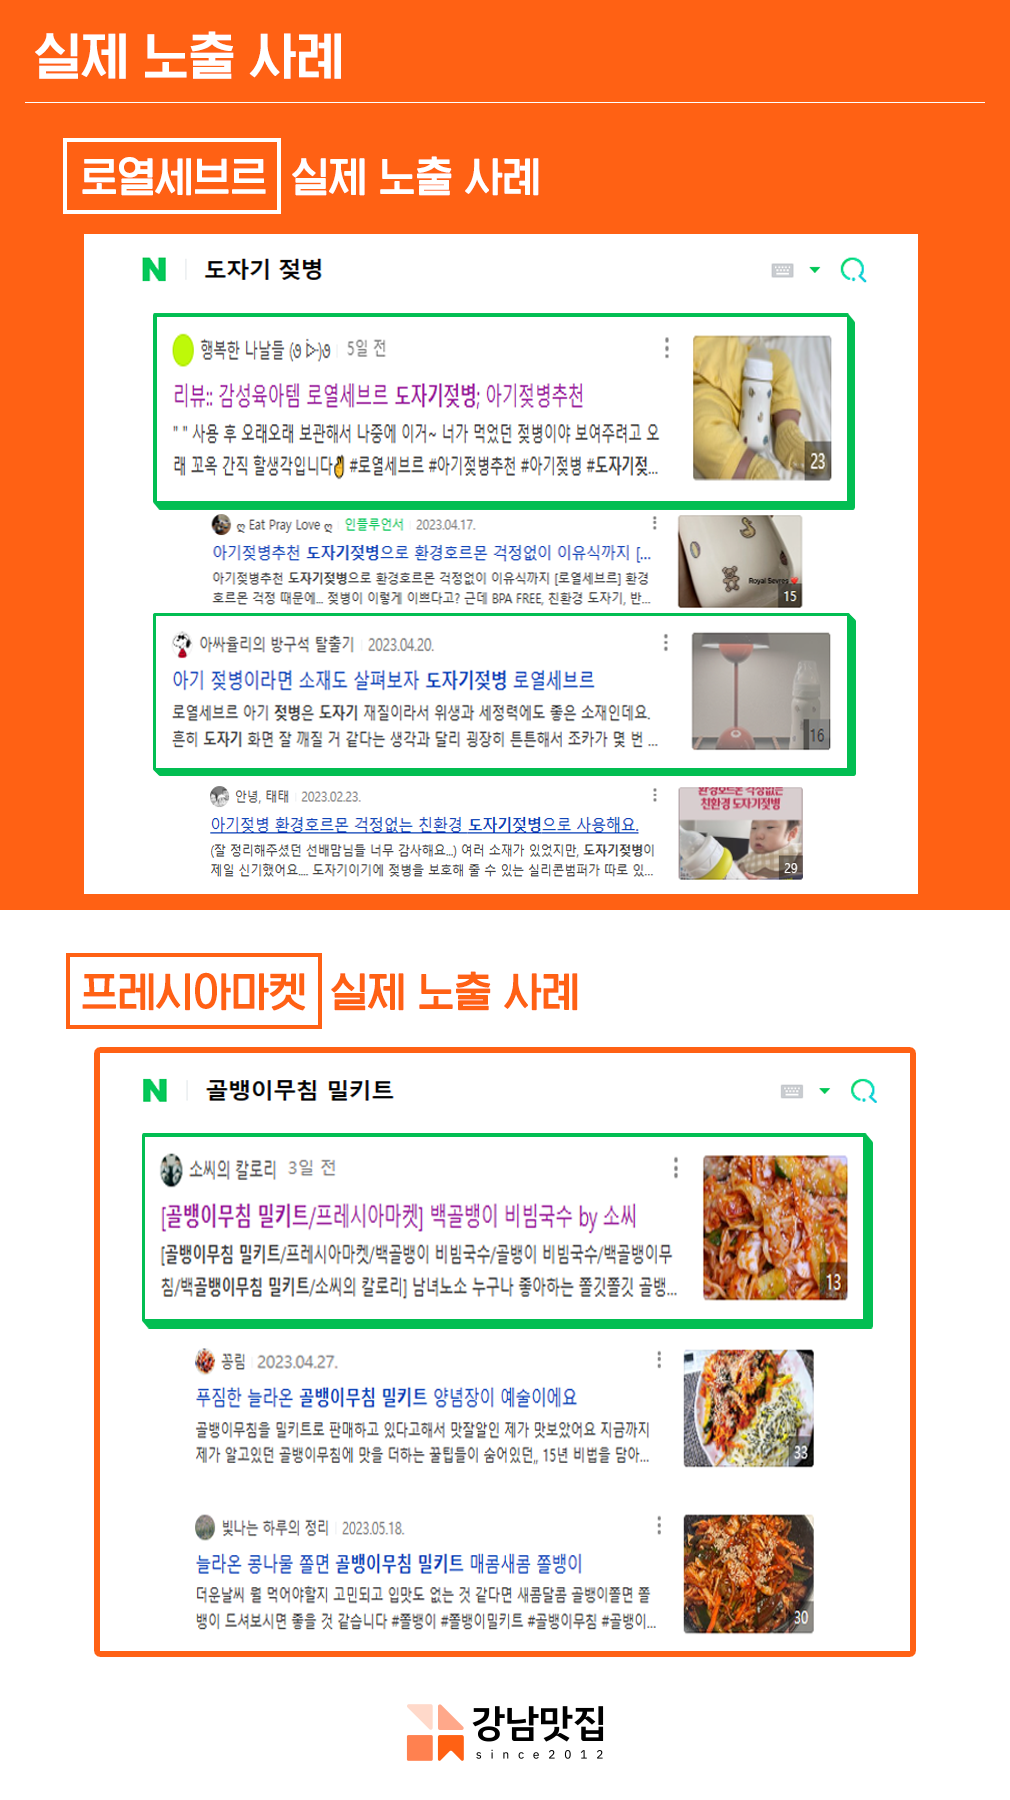 실제 노출 사례
로열세브르 실제 노출 사례
N 도자기 젖병
행복한 나날들 5일 전
리뷰:: 감성육아템 로열세브르 도자기젖병; 아기젖병추천
" " 사용 후 오래오래 보관해서 나중에 이거~ 너가 먹었던 젖병이야 보여주려고 오
래 꼬옥 간직 할생각입니다✌ #로열세브르 #아기젖병추천 #아기젖병 #도자기젖...
23
ღ Eat Pray Love ღ 인플루언서 2023.04.17.
아기젖병추천 도자기젖병으로 환경호르몬 걱정없이 이유식까지 [...
아기젖병추천 도자기젖병으로 환경호르몬 걱정없이 이유식까지 [로열세브르] 환경
호르몬 걱정 때문에... 젖병이 이렇게 이쁘다고? 근데 BPA FREE, 친환경 도자기, 반...
Royal Sevres
15
아싸율리의 방구석 탈출기 2023.04.20.
아기 젖병이라면 소재도 살펴보자 도자기젖병 로열세브르
로열세브르 아기 젖병은 도자기 재질이라서 위생과 세정력에도 좋은 소재인데요.
흔히 도자기 화면 잘 깨질 거 같다는 생각과 달리 굉장히 튼튼해서 조카가 몇 번 ...
16
안녕, 태태 2023.02.23.
아기젖병 환경호르몬 걱정없는 친환경 도자기젖병으로 사용해요.
(잘 정리해주셨던 선배맘님들 너무 감사해요...) 여러 소재가 있었지만, 도자기젖병이
제일 신기했어요.... 도자기이기에 젖병을 보호해 줄 수 있는 실리콘범퍼가 따로 있...
환경호르몬 걱정없는
친환경 도자기젖병
29
프레시아마켓 실제 노출 사례
N 골뱅이무침 밀키트
소씨의 칼로리 3일 전
[골뱅이무침 밀키트/프레시아마켓] 백골뱅이 비빔국수 by 소씨
[골뱅이무침 밀키트/프레시아마켓/백골뱅이 비빔국수/골뱅이 비빔국수/백골뱅이무
침/백골뱅이무침 밀키트/소씨의 칼로리] 남녀노소 누구나 좋아하는 쫄깃쫄깃 골뱅...
13
꽁림 2023.04.27.
푸짐한 늘라온 골뱅이무침 밀키트 양념장이 예술이에요
골뱅이무침을 밀키트로 판매하고 있다고해서 맛잘알인 제가 맛보았어요 지금까지
제가 알고있던 골뱅이무침에 맛을 더하는 꿀팁들이 숨어있던,, 15년 비법을 담아...
33
빛나는 하루의 정리 2023.05.18.
늘라온 콩나물 쫄면 골뱅이무침 밀키트 매콤새콤 쫄뱅이
더운날씨 뭘 먹어야할지 고민되고 입맛도 없는 것 같다면 새콤달콤 골뱅이쫄면 쫄
뱅이 드셔보시면 좋을 것 같습니다 #쫄뱅이 #쫄뱅이밀키트 #골뱅이무침 #골뱅이...
30
강남맛집
since2012